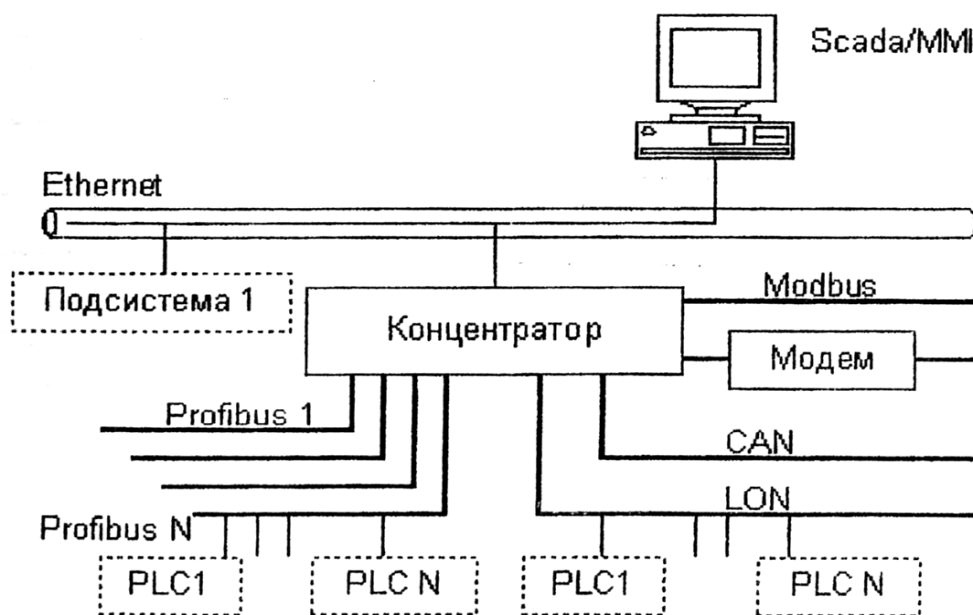 Scada/MMI
Ethernet
Подсистема 1
Концентратор
Modbus
Модем
Profibus 1
CAN
LON
Profibus N
PLC1
PLC N
PLC1
PLC N